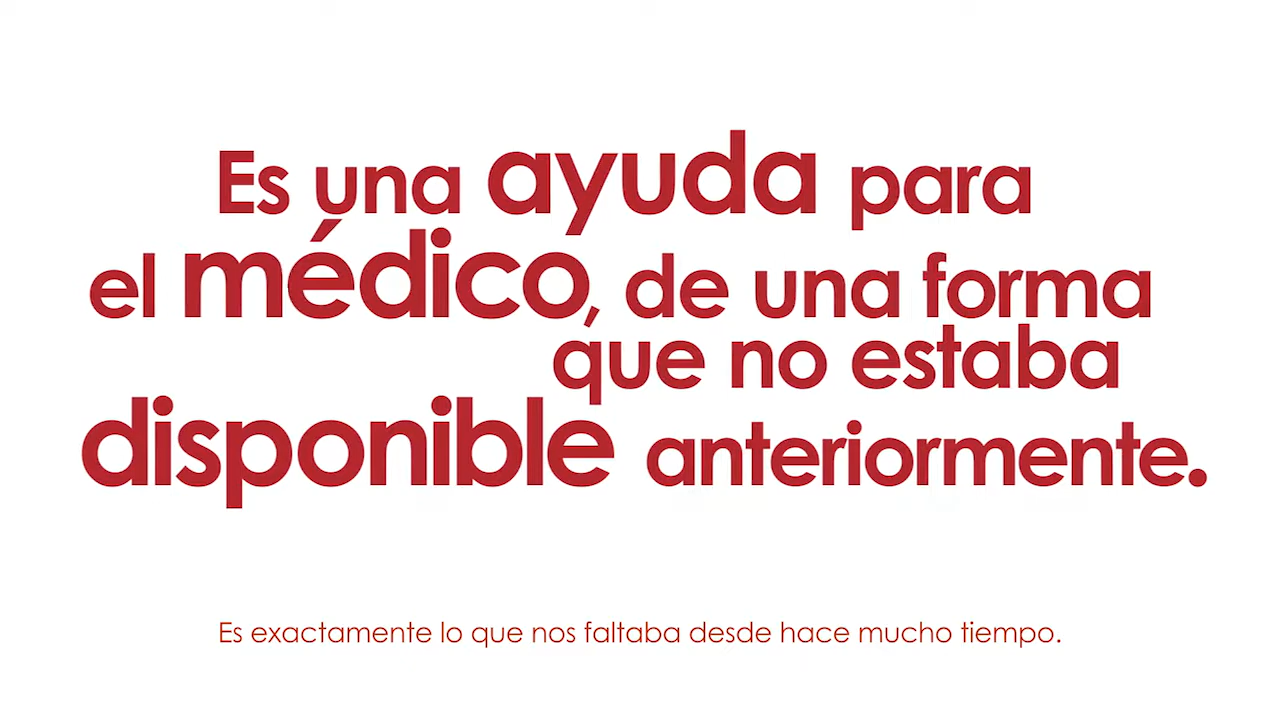 Es una ayuda para
el médico, de una forma
que no estaba
disponible anteriormente.
Es exactamente lo que nos faltaba desde hace mucho tiempo.